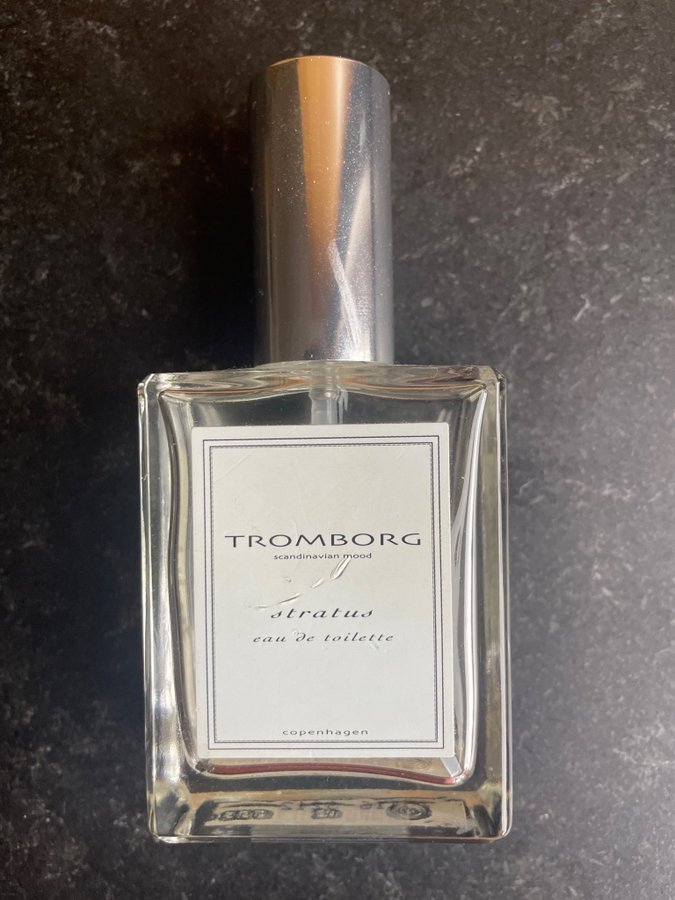 TROMBORG
scandinavian mood
stratus
eau de toilette
copenhagen